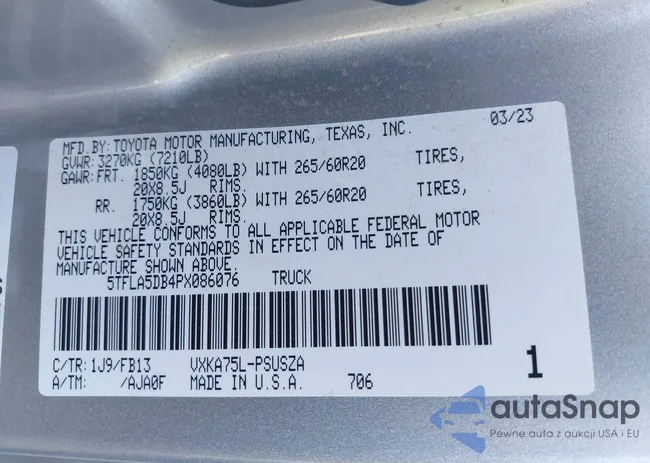 MFD.BY: TOYOTA MOTOR MANUFACTURING, TEXAS, INC. 03/23
GVWR: 3270KG (7210LB)
GAWR: FRT. 1850KG (4080LB) WITH 265/60R20 TIRES,
20X8.5J RIMS.
RR. 1750KG (3860LB) WITH 265/60R20 TIRES,
20X8.5J RIMS.
THIS VEHICLE CONFORMS TO ALL APPLICABLE FEDERAL MOTOR
VEHICLE SAFETY STANDARDS IN EFFECT ON THE DATE OF
MANUFACTURE SHOWN ABOVE.
5TFLA5DB4PX086076 TRUCK
C/TR: 1J9/FB13 VXKA75L-PSUSZA
A/TM: /AJA0F MADE IN U.S.A. 706
1
autaSnap
Pewne auta z aukcji USA i EU